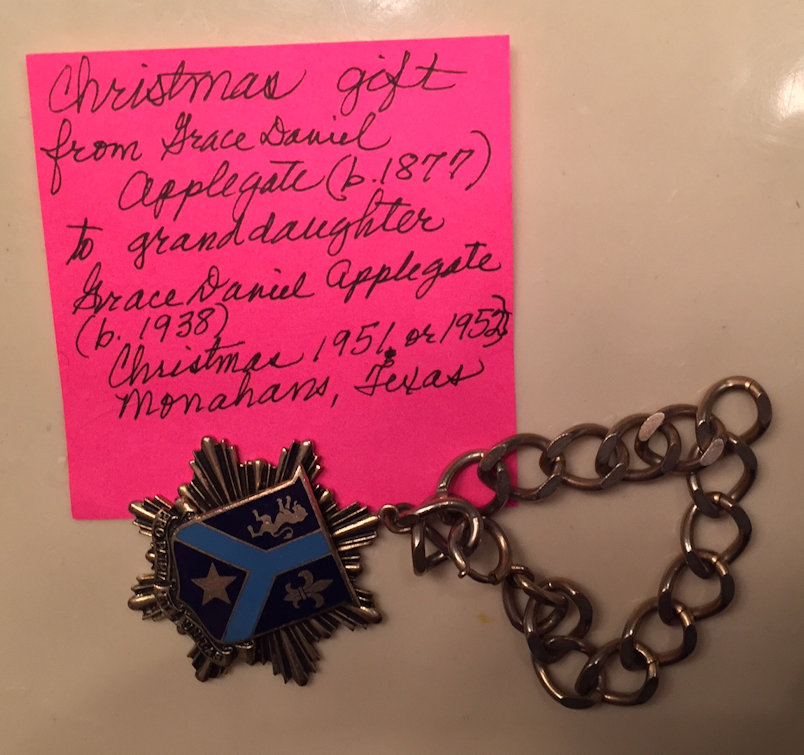 Christmas gift
from Grace Daniel
Applegate (b. 1877)
to granddaughter
Grace Daniel Applegate
(b. 1938)
Christmas 1951 or 1952
Monahans, Texas